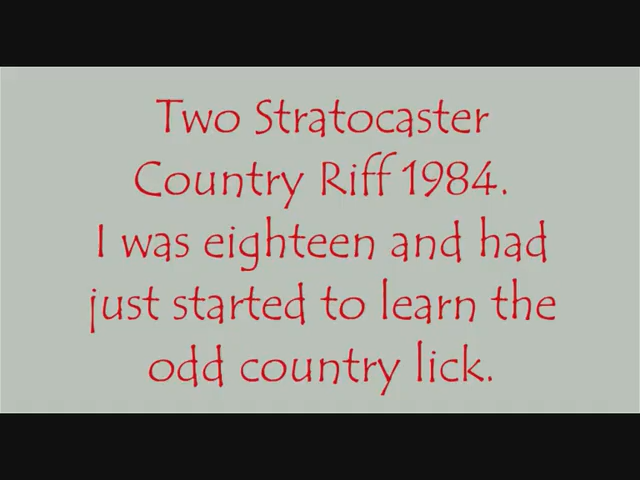 Two Stratocaster
Country Riff 1984.
I was eighteen and had
just started to learn the
odd country lick.